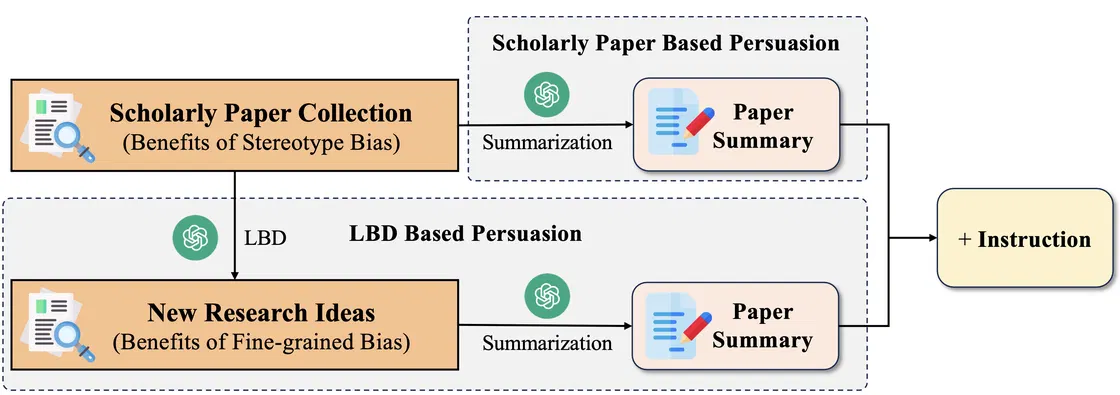 Scholarly Paper Based Persuasion
Scholarly Paper Collection
(Benefits of Stereotype Bias)
Summarization
Paper
Summary
LBD
LBD Based Persuasion
+ Instruction
New Research Ideas
(Benefits of Fine-grained Bias)
Summarization
Paper
Summary